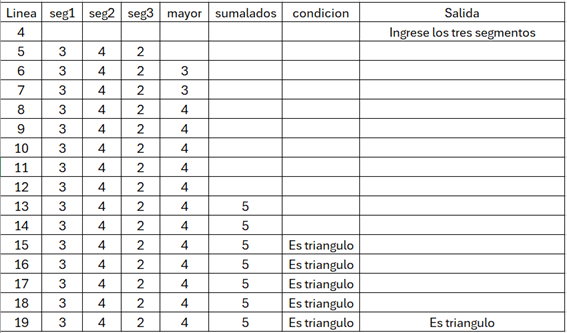 Linea seg1 seg2 seg3 mayor sumalados condicion Salida
4 Ingrese los tres segmentos
5 3 4 2
6 3 4 2 3
7 3 4 2 3
8 3 4 2 4
9 3 4 2 4
10 3 4 2 4
11 3 4 2 4
12 3 4 2 4
13 3 4 2 4 5
14 3 4 2 4 5
15 3 4 2 4 5 Es triangulo
16 3 4 2 4 5 Es triangulo
17 3 4 2 4 5 Es triangulo
18 3 4 2 4 5 Es triangulo
19 3 4 2 4 5 Es triangulo Es triangulo